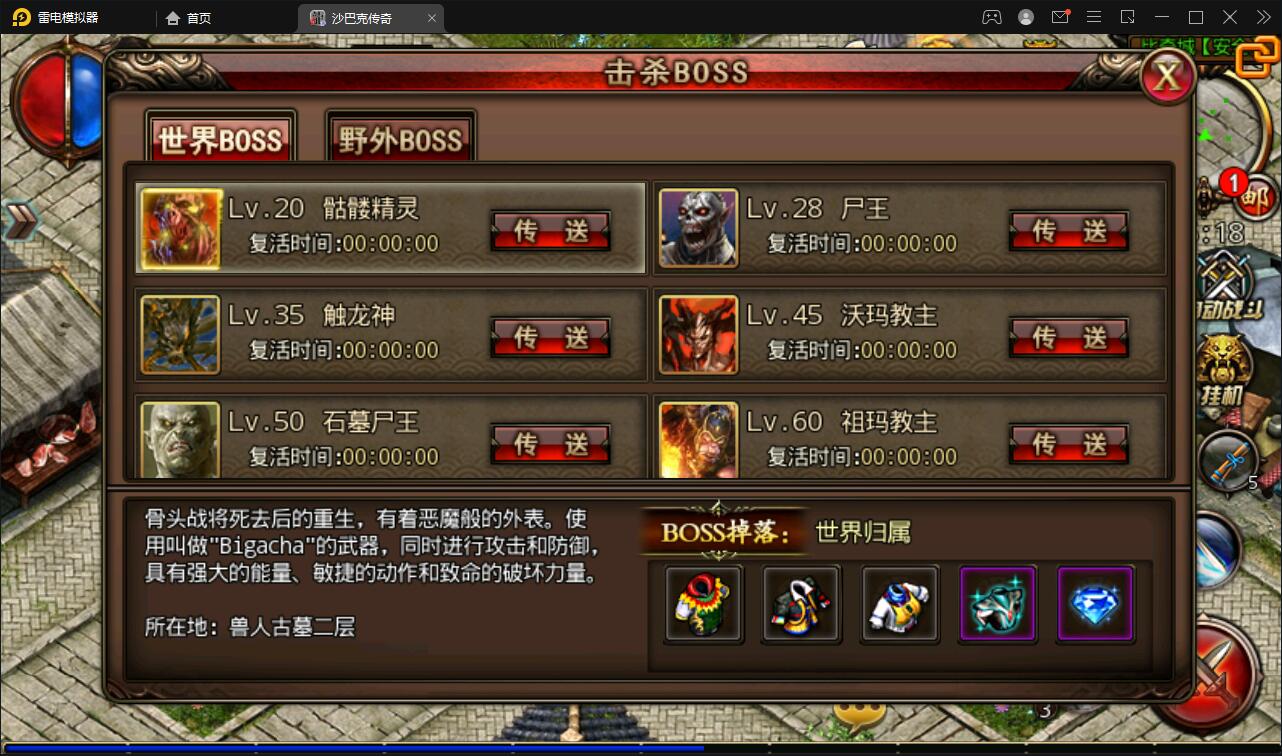 雷电模拟器
首页
沙巴克传奇
击杀BOSS
X
世界BOSS
野外BOSS
Lv.20 骷髅精灵
复活时间:00:00:00
传 送
Lv.28 尸王
复活时间:00:00:00
传 送
Lv.35 触龙神
复活时间:00:00:00
传 送
Lv.45 沃玛教主
复活时间:00:00:00
传 送
Lv.50 石墓尸王
复活时间:00:00:00
传 送
Lv.60 祖玛教主
复活时间:00:00:00
传 送
骨头战将死去后的重生，有着恶魔般的外表。使
用叫做"Bigacha"的武器，同时进行攻击和防御，
具有强大的能量、敏捷的动作和致命的破坏力量。
所在地：兽人古墓二层
BOSS掉落：
世界归属
1
邮
:18
动战斗
挂机
5
3